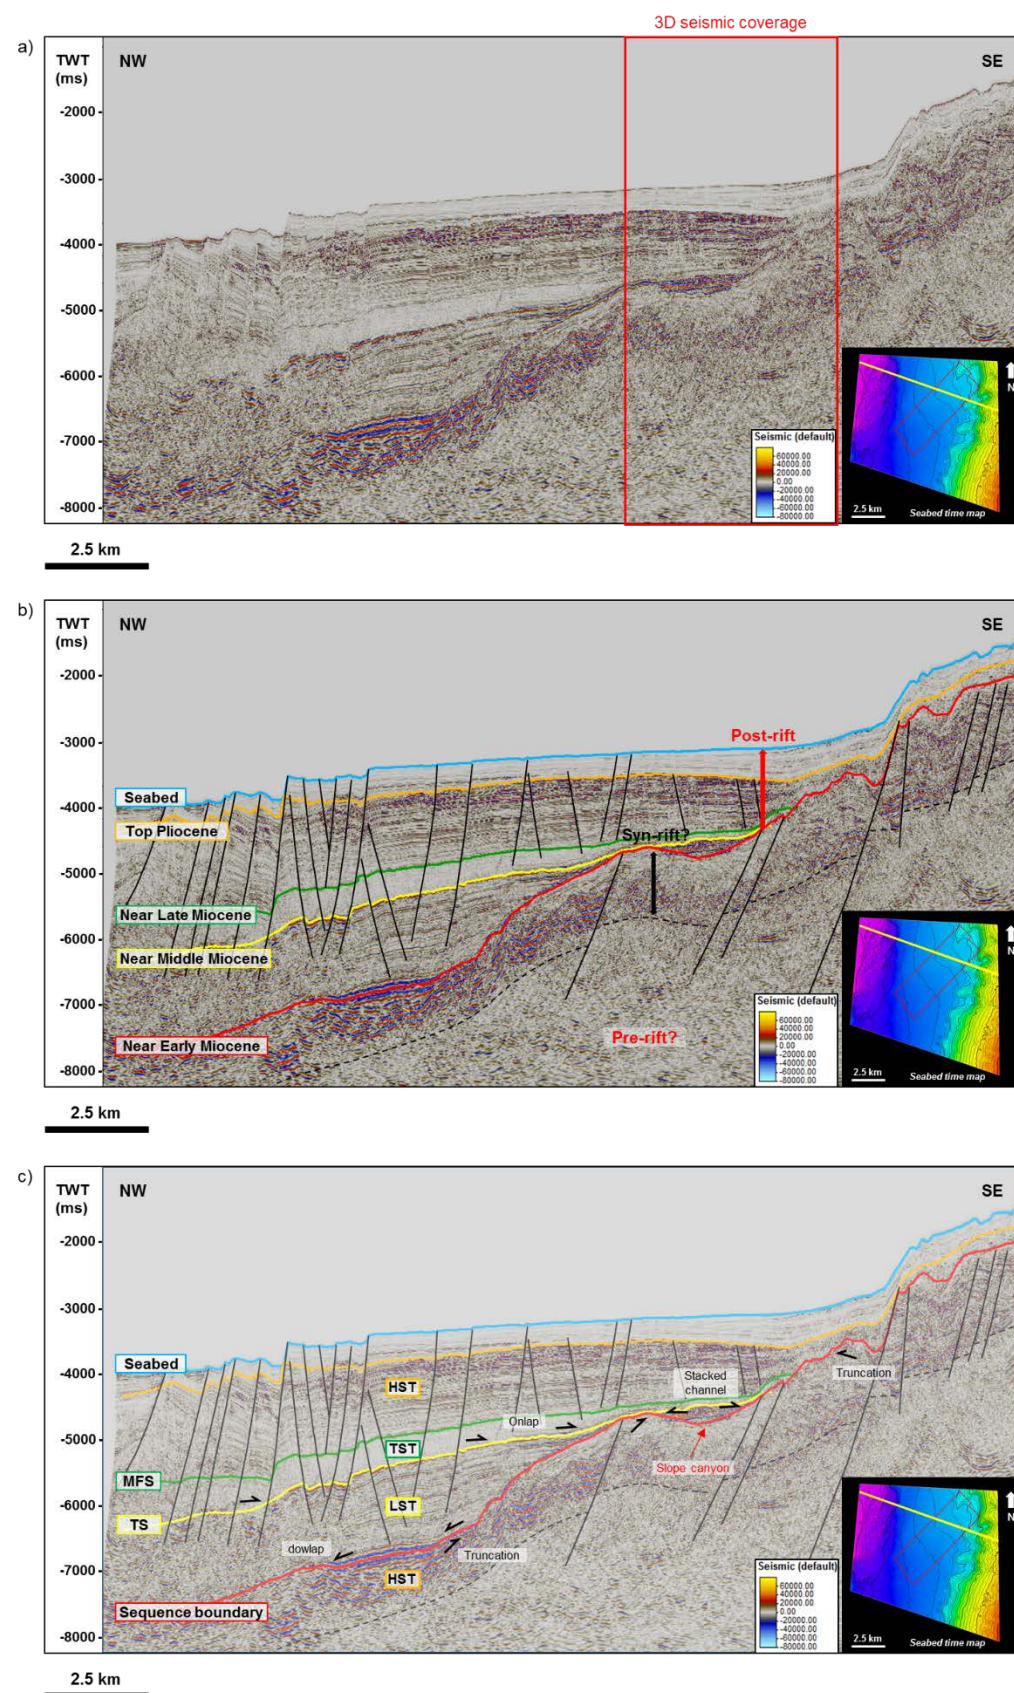 3D seismic coverage
a)
TWT
(ms)
NW
SE
-2000
-3000
-4000
-5000
-6000
-7000
-8000
Seismic (default)
60000.00
40000.00
20000.00
0.00
-20000.00
-40000.00
-60000.00
-80000.00
N
2.5 km
Seabed time map
2.5 km
b)
TWT
(ms)
NW
SE
-2000
-3000
-4000
-5000
-6000
-7000
-8000
Post-rift
Seabed
Top Pliocene
Syn-rift?
Near Late Miocene
Near Middle Miocene
Pre-rift?
Near Early Miocene
Seismic (default)
60000.00
40000.00
20000.00
0.00
-20000.00
-40000.00
-60000.00
-80000.00
N
2.5 km
Seabed time map
2.5 km
c)
TWT
(ms)
NW
SE
-2000
-3000
-4000
-5000
-6000
-7000
-8000
Seabed
HST
Stacked
channel
Truncation
Onlap
TST
Slope canyon
MFS
LST
TS
dowlap
Truncation
HST
Sequence boundary
Seismic (default)
60000.00
40000.00
20000.00
0.00
-20000.00
-40000.00
-60000.00
-80000.00
N
2.5 km
Seabed time map
2.5 km